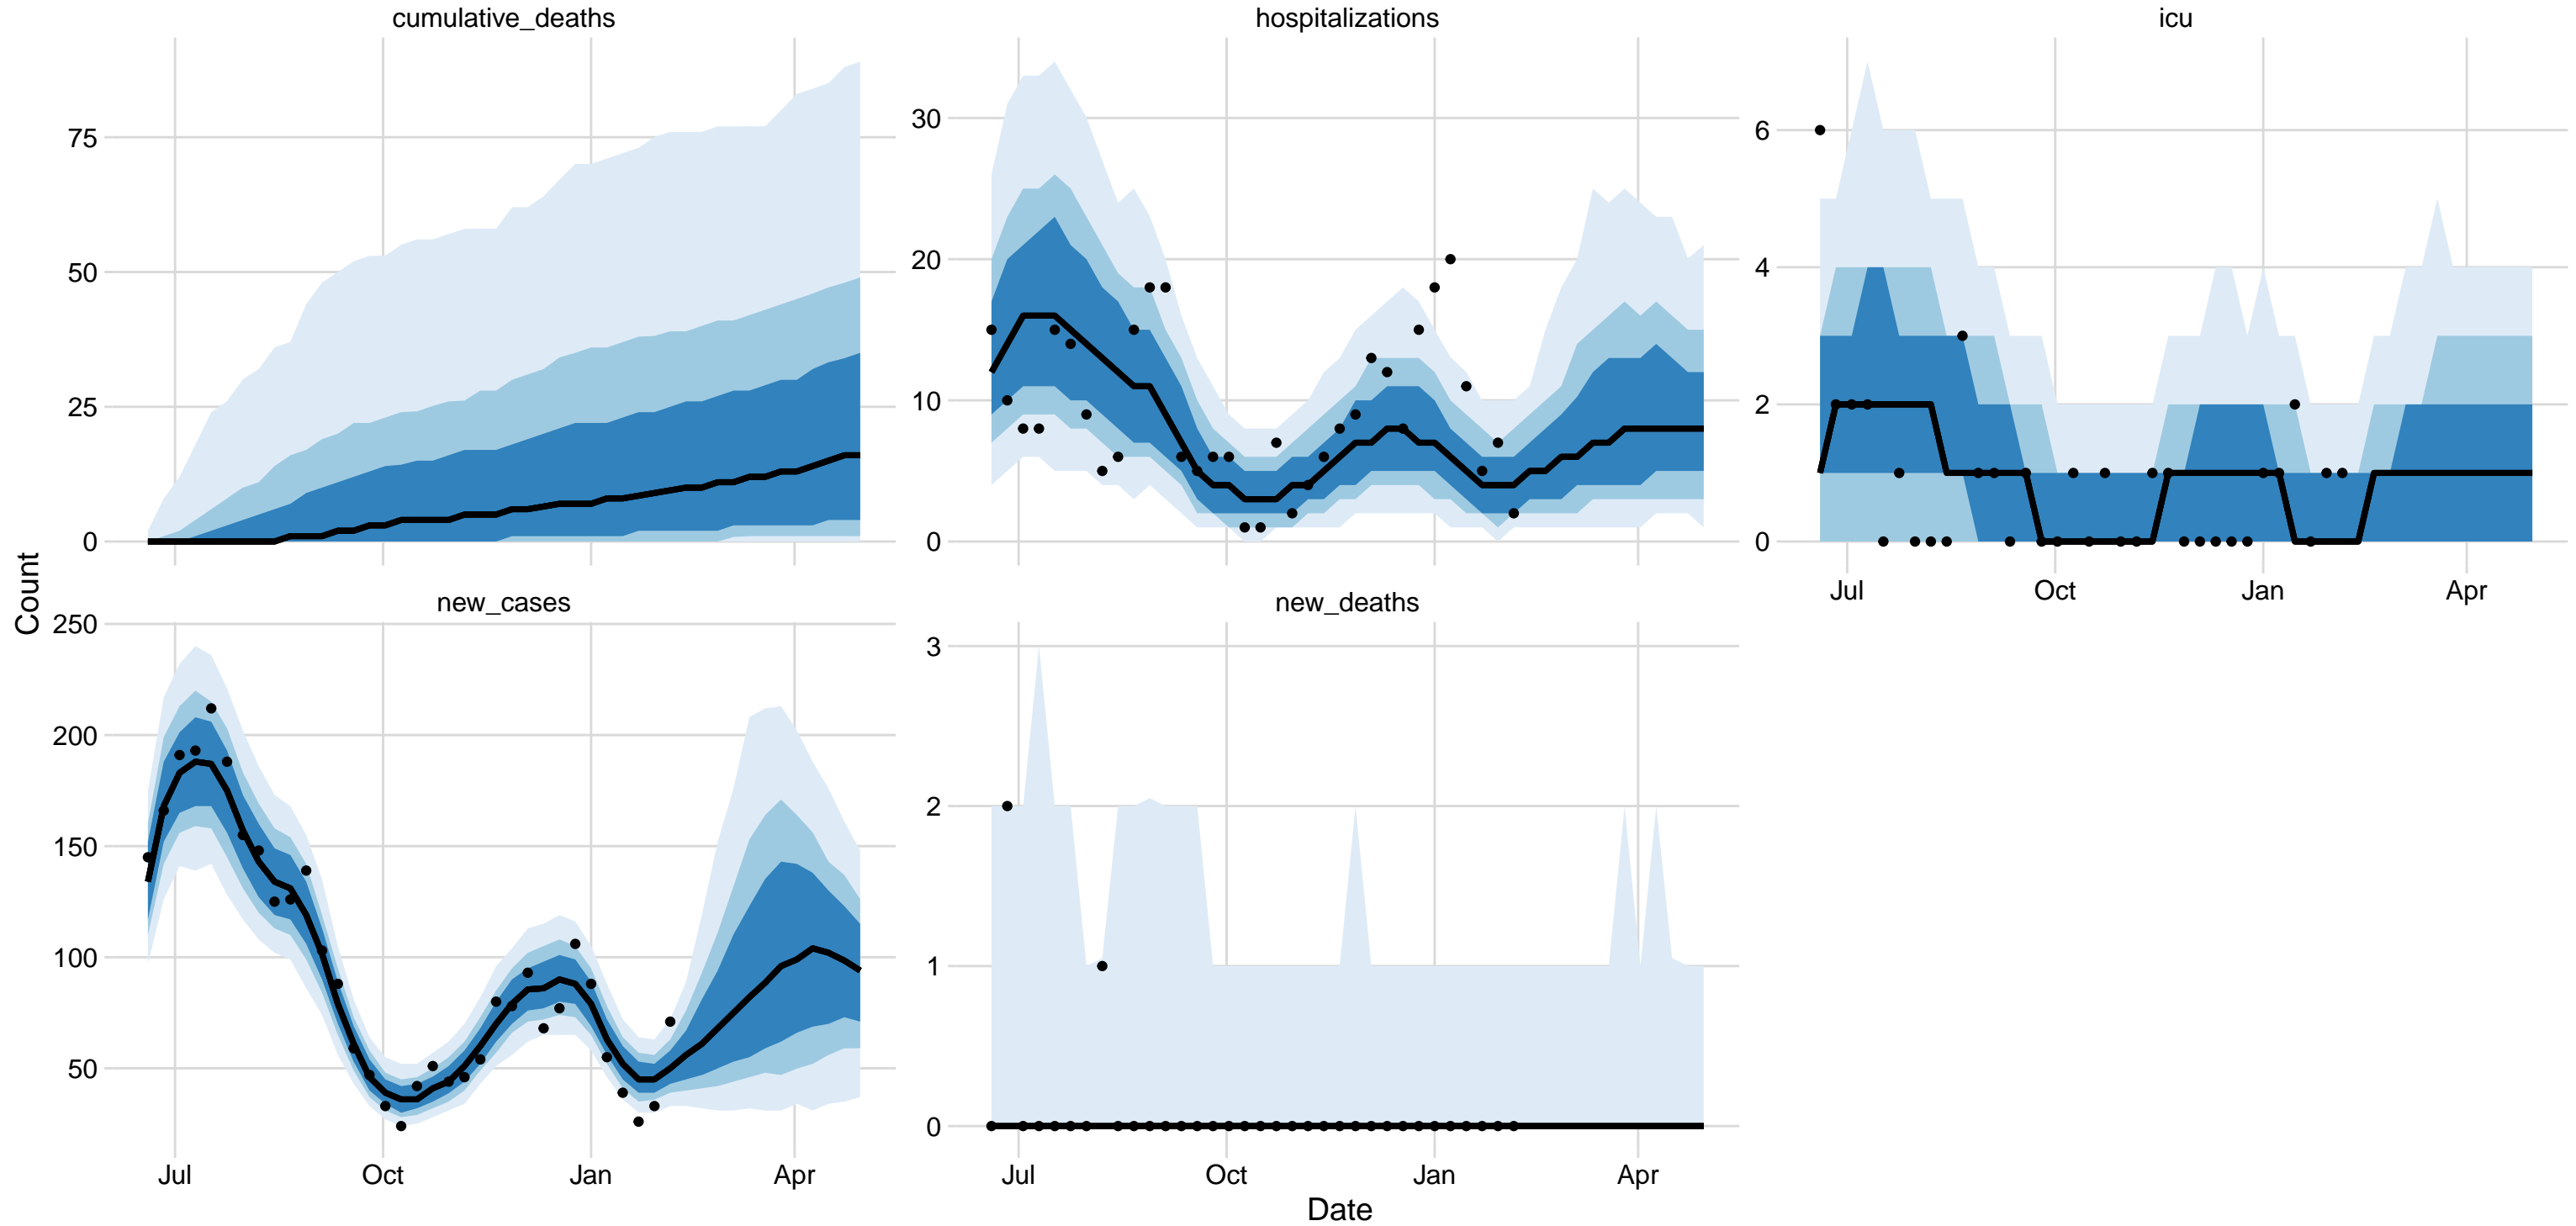 cumulative_deaths
hospitalizations
icu
75
50
25
0
30
20
10
0
6
4
2
0
Jul
Oct
Jan
Apr
Count
new_cases
new_deaths
250
200
150
100
50
3
2
1
0
Jul
Oct
Jan
Apr
Jul
Oct
Jan
Apr
Date